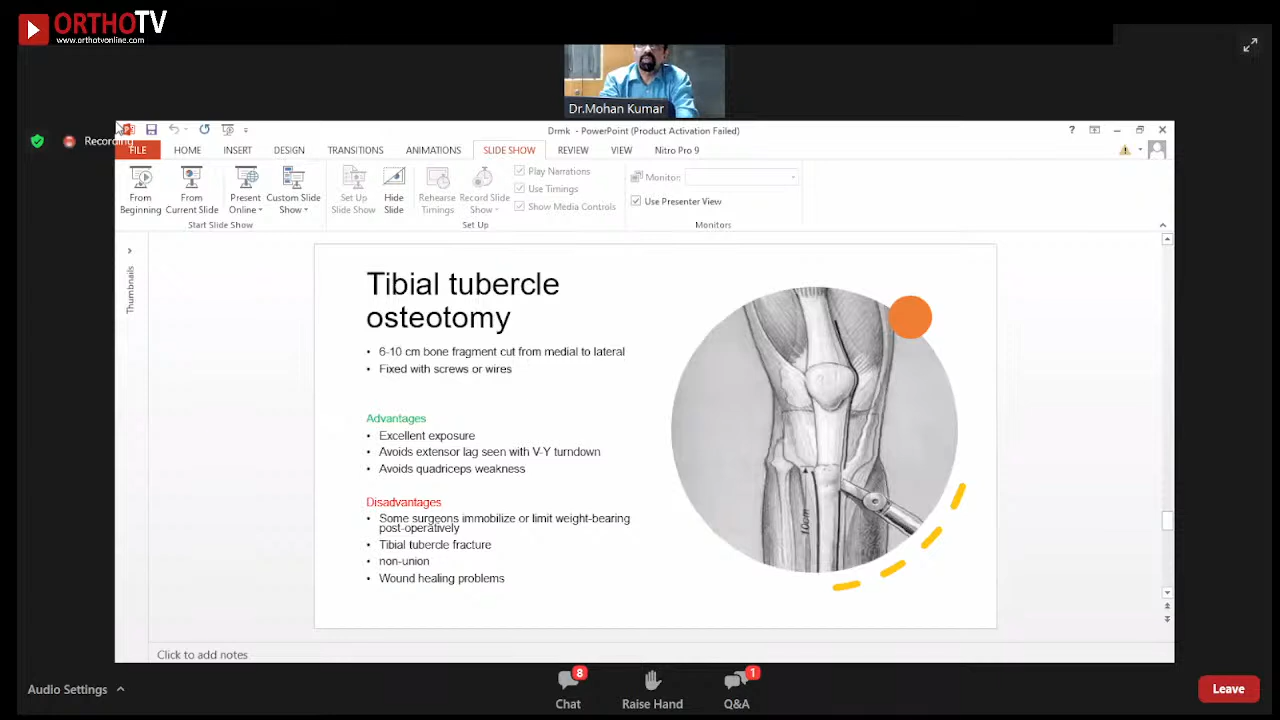 ORTHOTV
www.orthotvonline.com
Dr.Mohan Kumar
Recording
Drmk - PowerPoint (Product Activation Failed)
FILE HOME INSERT DESIGN TRANSITIONS ANIMATIONS SLIDE SHOW REVIEW VIEW Nitro Pro 9
From Beginning
From Current Slide
Present Online
Custom Slide Show
Set Up Slide Show
Hide Slide
Rehearse Timings
Record Slide Show
Play Narrations
Use Timings
Show Media Controls
Monitor:
Use Presenter View
Start Slide Show
Set Up
Monitors
Thumbnails
Tibial tubercle
osteotomy
• 6-10 cm bone fragment cut from medial to lateral
• Fixed with screws or wires
Advantages
• Excellent exposure
• Avoids extensor lag seen with V-Y turndown
• Avoids quadriceps weakness
Disadvantages
• Some surgeons immobilize or limit weight-bearing
post-operatively
• Tibial tubercle fracture
• non-union
• Wound healing problems
10cm
Click to add notes
Audio Settings
8
Chat
Raise Hand
1
Q&A
Leave